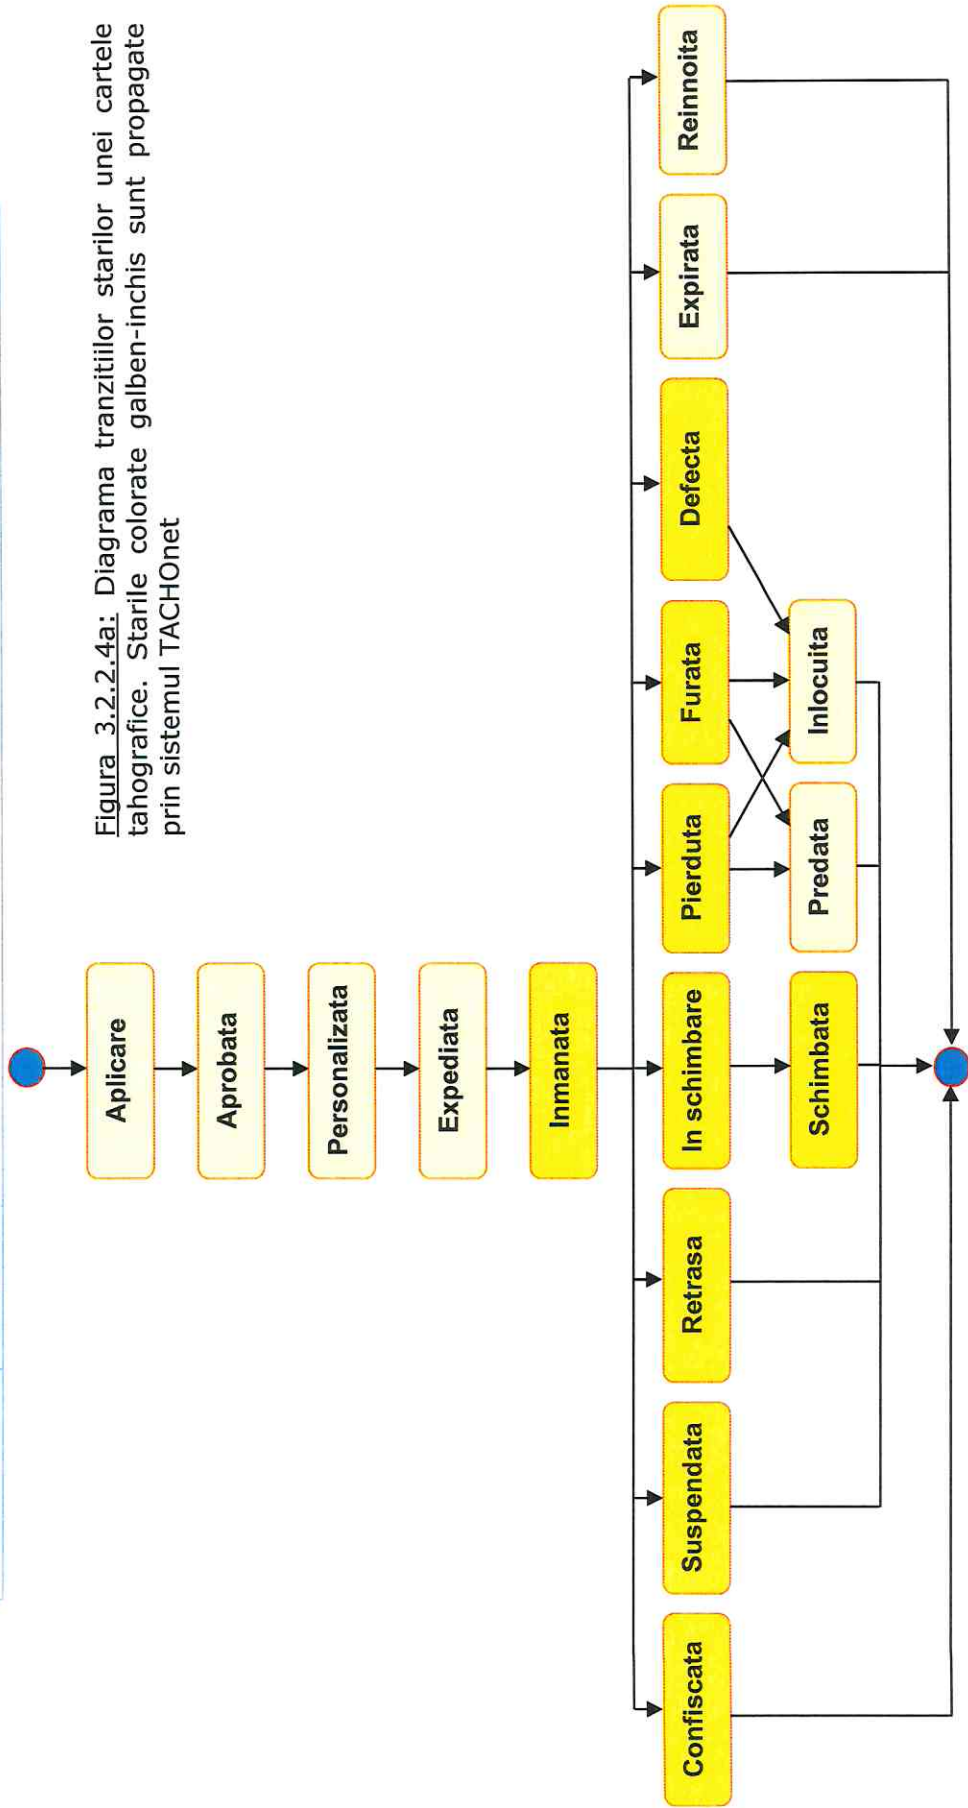 Figura 3.2.2.4a: Diagrama tranzitiilor starilor unei cartele
tahografice. Starile colorate galben-inchis sunt propagate
prin sistemul TACHOnet
Aplicare
Aprobata
Personalizata
Expediata
Inmanata
Confiscata
Suspendata
Retrasa
In schimbare
Pierduta
Furata
Defecta
Expirata
Reinnoita
Schimbata
Predata
Inlocuita